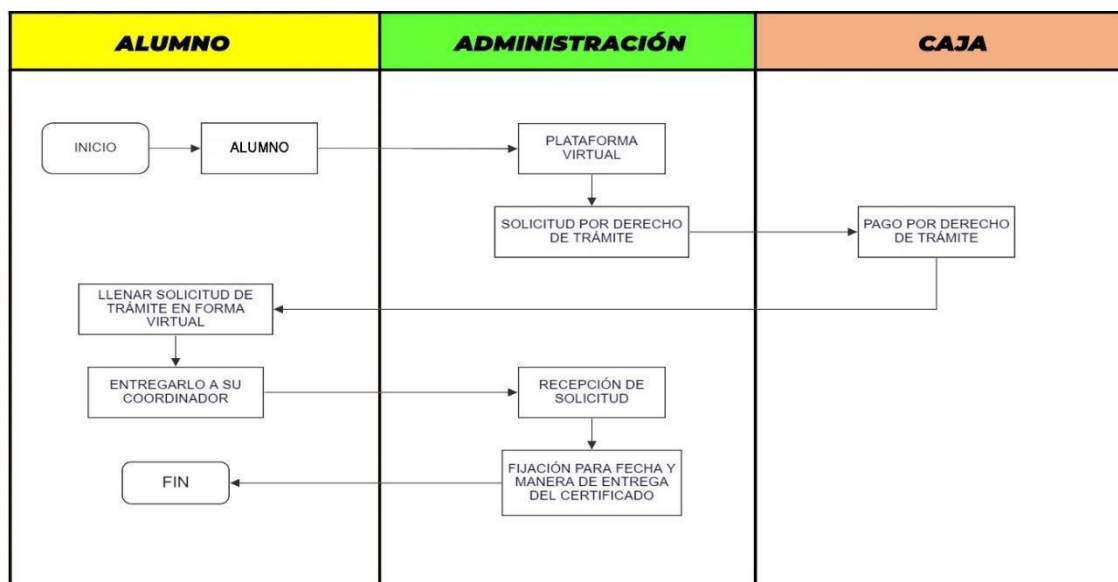 ALUMNO
ADMINISTRACIÓN
CAJA
INICIO
ALUMNO
PLATAFORMA
VIRTUAL
SOLICITUD POR DERECHO
DE TRÁMITE
PAGO POR DERECHO
DE TRÁMITE
LLENAR SOLICITUD DE
TRÁMITE EN FORMA
VIRTUAL
ENTREGARLO A SU
COORDINADOR
RECEPCIÓN DE
SOLICITUD
FIJACIÓN PARA FECHA Y
MANERA DE ENTREGA
DEL CERTIFICADO
FIN